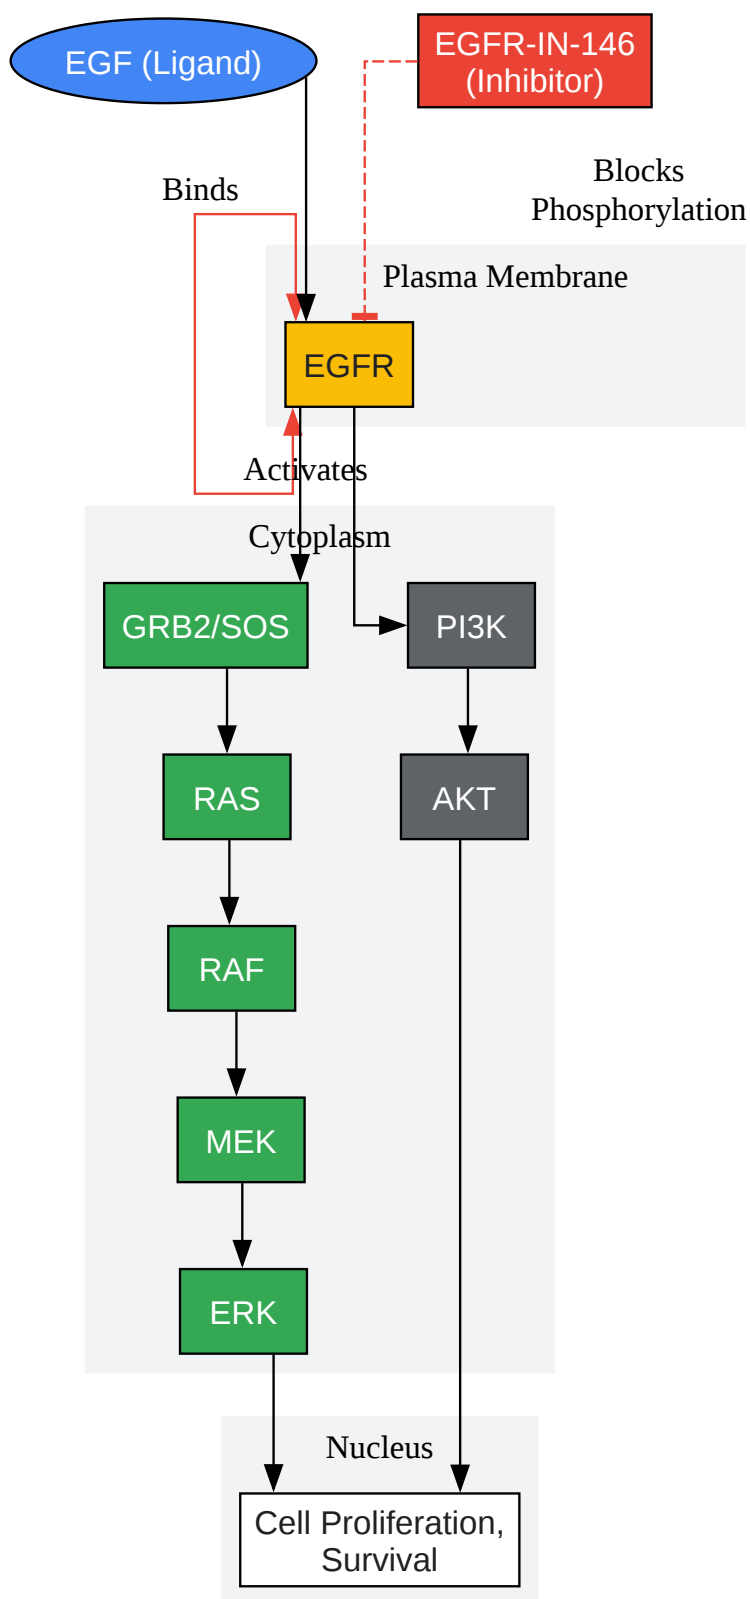 EGF (Ligand)
EGFR-IN-146
(Inhibitor)
Binds
Blocks
Phosphorylation
Plasma Membrane
EGFR
Activates
Cytoplasm
GRB2/SOS
PI3K
RAS
AKT
RAF
MEK
ERK
Nucleus
Cell Proliferation,
Survival